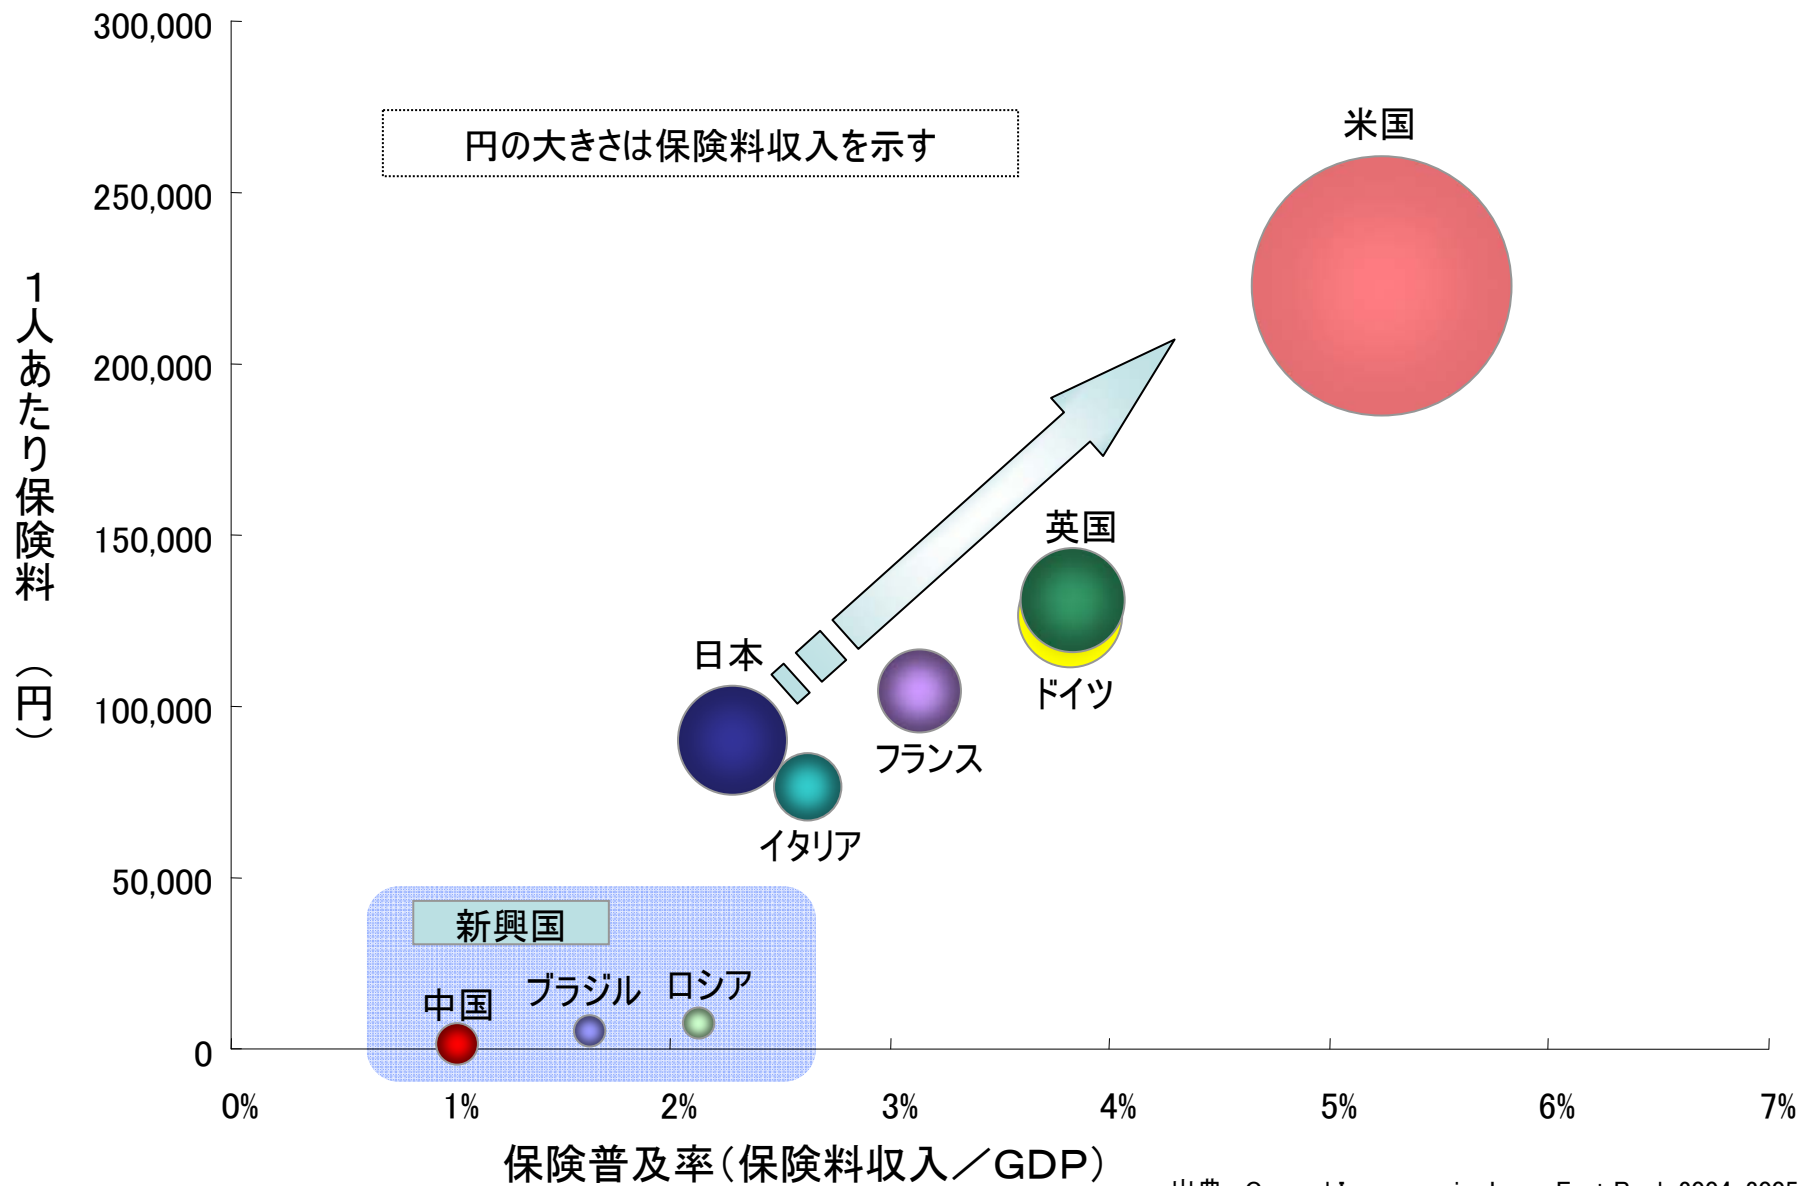 300,000
250,000
200,000
150,000
100,000
50,000
0
1人あたり保険料 (円)
円の大きさは保険料収入を示す
米国
英国
ドイツ
日本
フランス
イタリア
新興国
中国
ブラジル
ロシア
0% 1% 2% 3% 4% 5% 6% 7%
保険普及率(保険料収入/GDP)